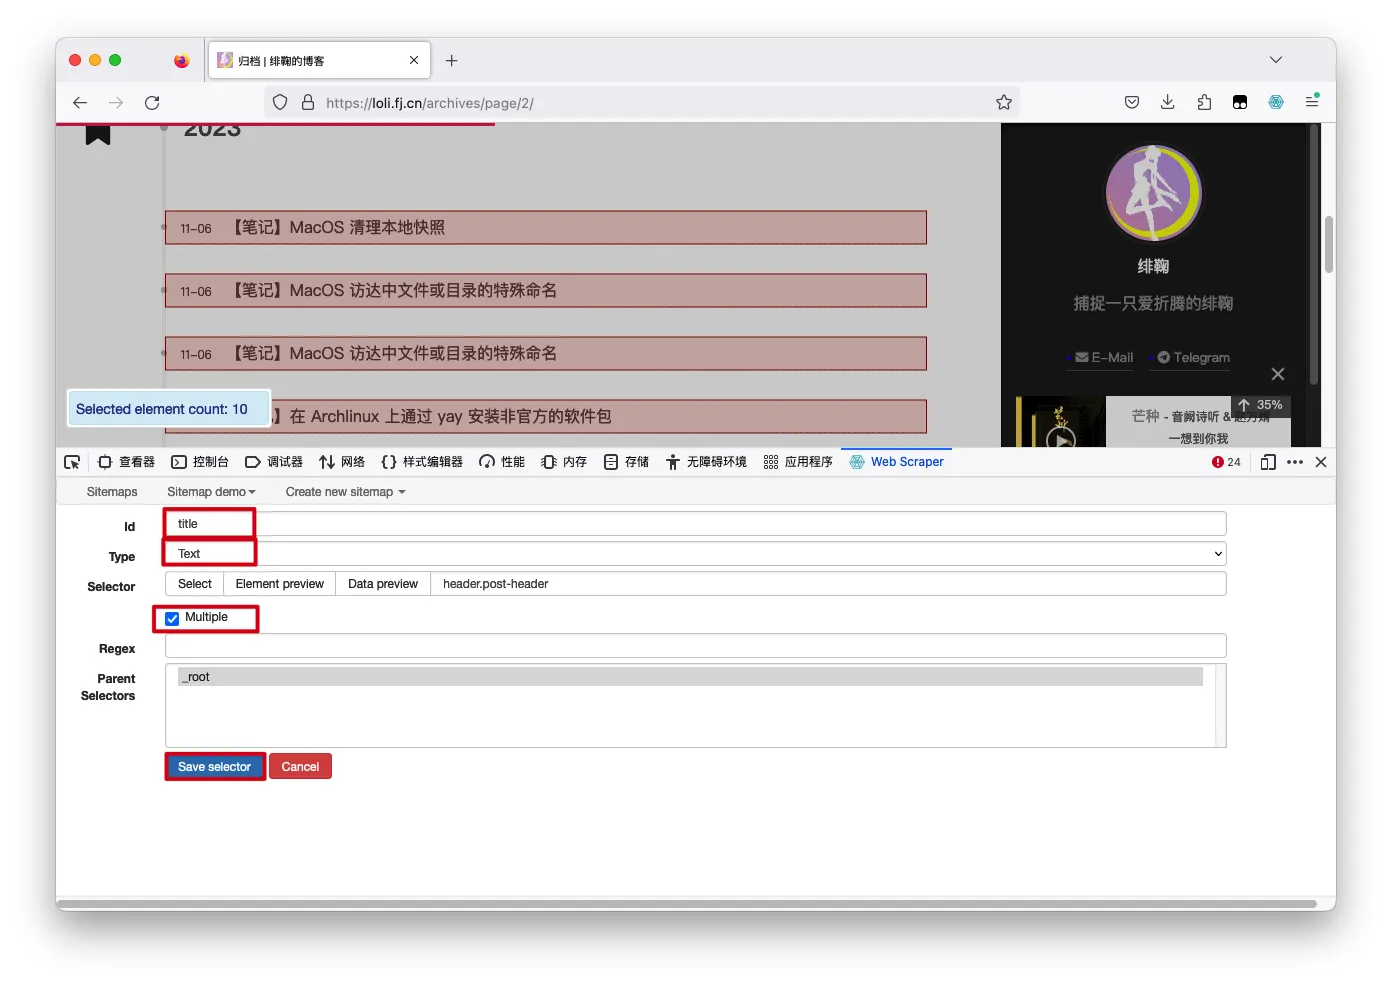 归档 | 绯鞠的博客
https://loli.fj.cn/archives/page/2/
2023
11-06 【笔记】MacOS 清理本地快照
11-06 【笔记】MacOS 访达中文件或目录的特殊命名
11-06 【笔记】MacOS 访达中文件或目录的特殊命名
】在 Archlinux 上通过 yay 安装非官方的软件包
Selected element count: 10
绯鞠
捕捉一只爱折腾的绯鞠
E-Mail Telegram
35%
芒种 - 音阙诗听 &
一想到你我
查看器 控制台 调试器 网络 样式编辑器 性能 内存 存储 无障碍环境 应用程序 Web Scraper 24
Sitemaps Sitemap demo Create new sitemap
Id title
Type Text
Selector Select Element preview Data preview header.post-header
Multiple
Regex
Parent Selectors _root
Save selector Cancel